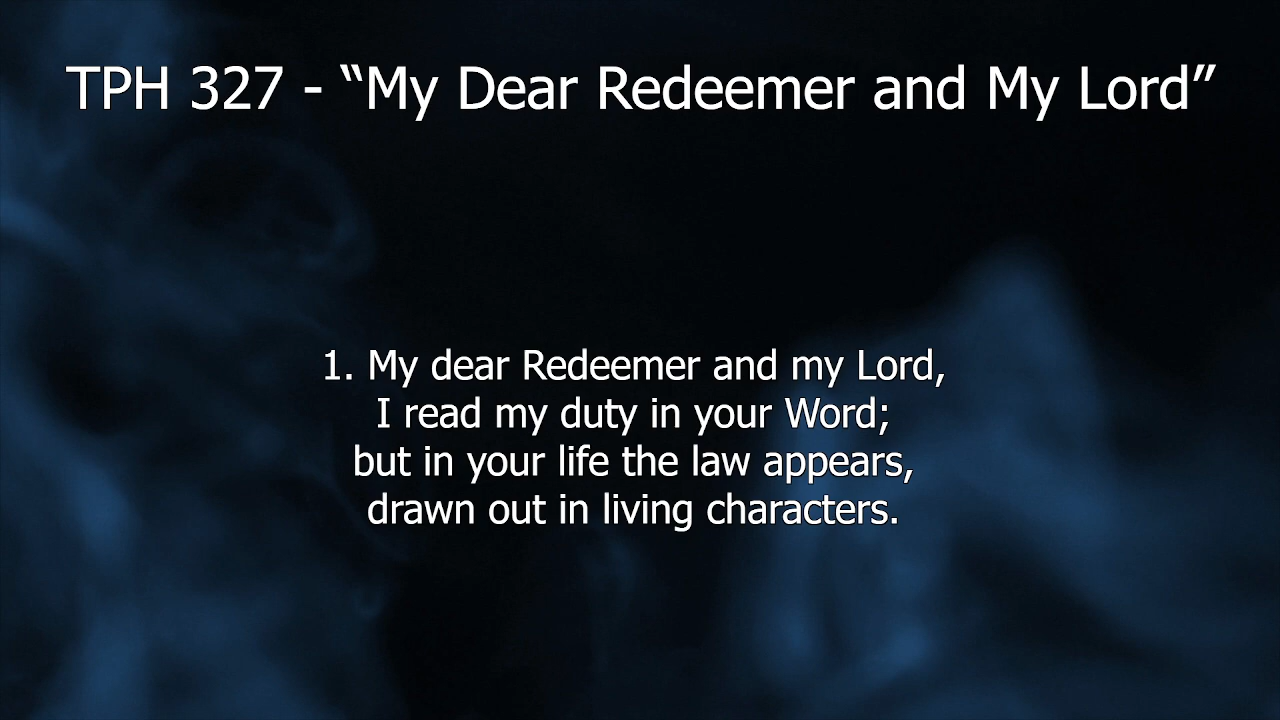 TPH 327 - “My Dear Redeemer and My Lord”
1. My dear Redeemer and my Lord,
I read my duty in your Word;
but in your life the law appears,
drawn out in living characters.